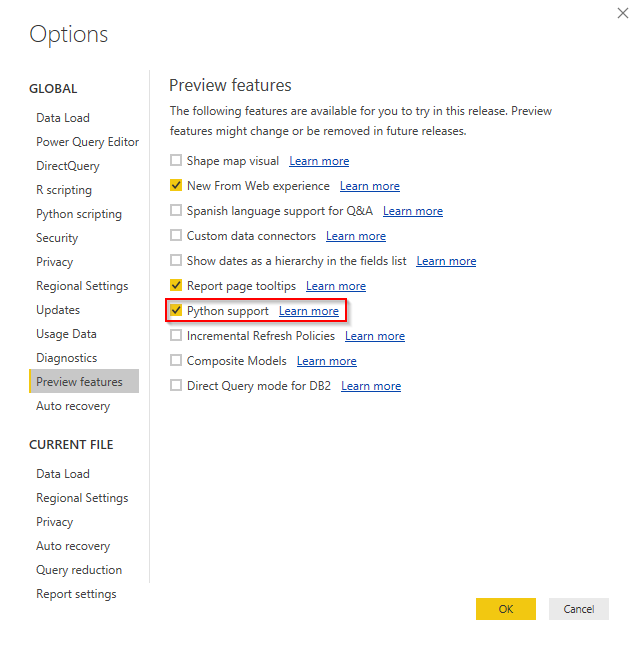 Options
GLOBAL
Data Load
Power Query Editor
DirectQuery
R scripting
Python scripting
Security
Privacy
Regional Settings
Updates
Usage Data
Diagnostics
Preview features
Auto recovery
CURRENT FILE
Data Load
Regional Settings
Privacy
Auto recovery
Query reduction
Report settings
Preview features
The following features are available for you to try in this release. Preview
features might change or be removed in future releases.
Shape map visual Learn more
New From Web experience Learn more
Spanish language support for Q&A Learn more
Custom data connectors Learn more
Show dates as a hierarchy in the fields list Learn more
Report page tooltips Learn more
Python support Learn more
Incremental Refresh Policies Learn more
Composite Models Learn more
Direct Query mode for DB2 Learn more
OK Cancel